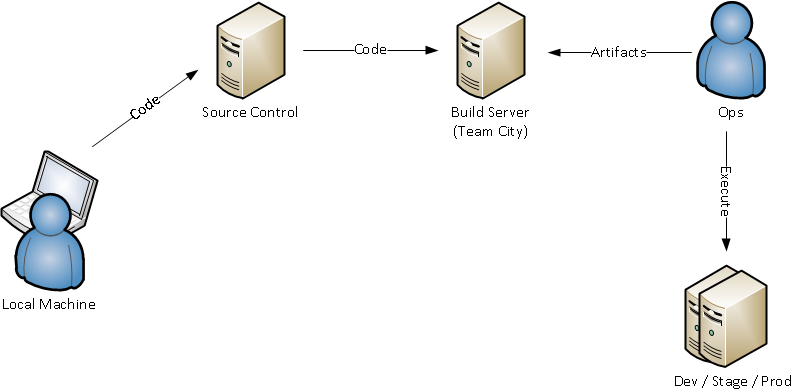 Code
Source Control
Code
Build Server
(Team City)
Artifacts
Ops
Execute
Local Machine
Dev / Stage / Prod